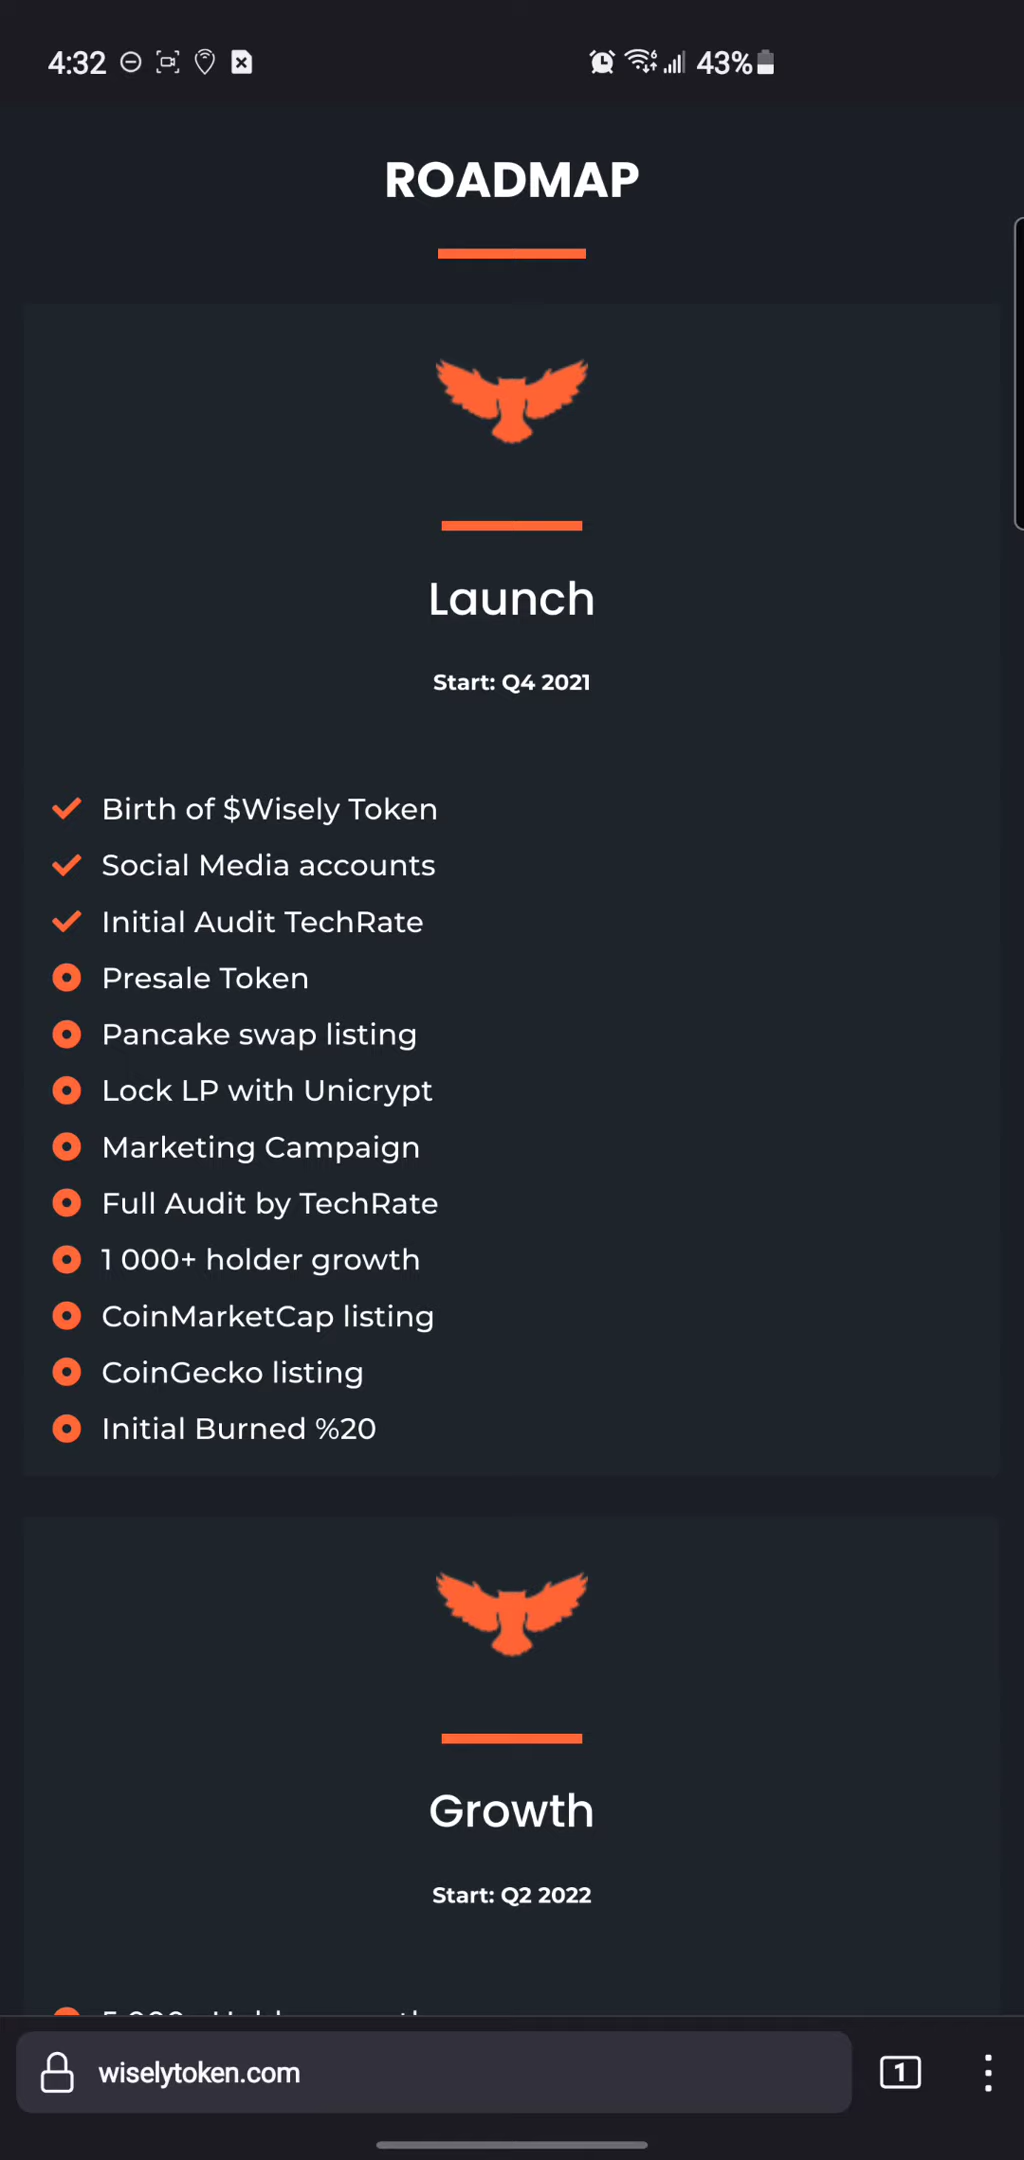 4:32
43%
ROADMAP
Launch
Start: Q4 2021
Birth of $Wisely Token
Social Media accounts
Initial Audit TechRate
Presale Token
Pancake swap listing
Lock LP with Unicrypt
Marketing Campaign
Full Audit by TechRate
1 000+ holder growth
CoinMarketCap listing
CoinGecko listing
Initial Burned %20
Growth
Start: Q2 2022
wiselytoken.com
1